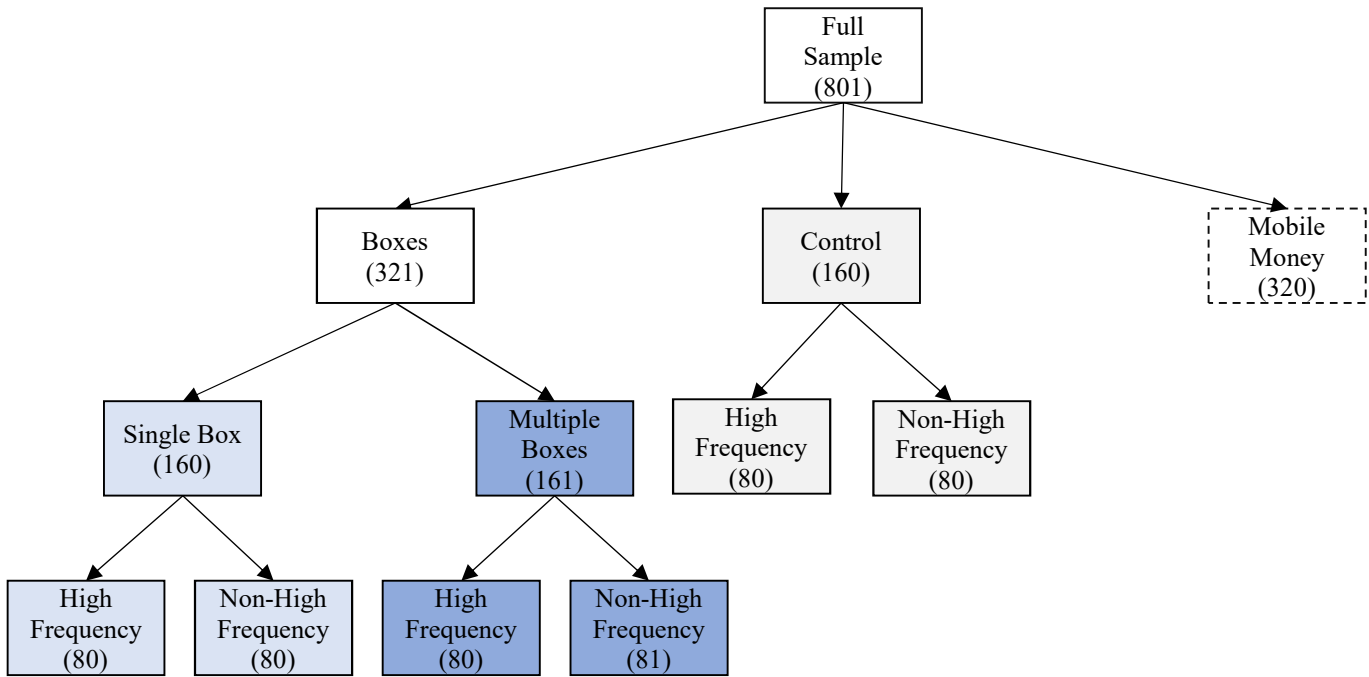 Full
Sample
(801)
Boxes
(321)
Control
(160)
Mobile
Money
(320)
Single Box
(160)
Multiple
Boxes
(161)
High
Frequency
(80)
Non-High
Frequency
(80)
High
Frequency
(80)
Non-High
Frequency
(80)
High
Frequency
(80)
Non-High
Frequency
(81)